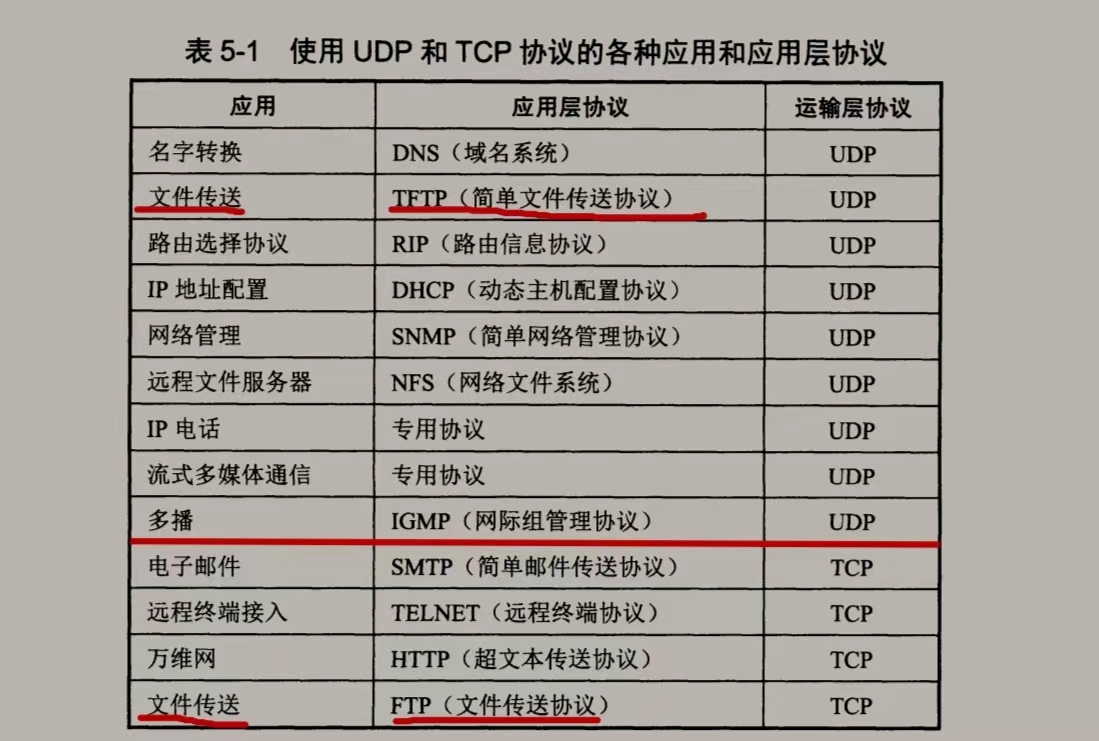 表 5-1 使用 UDP 和 TCP 协议的各种应用和应用层协议
应用 应用层协议 运输层协议
名字转换 DNS（域名系统） UDP
文件传送 TFTP（简单文件传送协议） UDP
路由选择协议 RIP（路由信息协议） UDP
IP 地址配置 DHCP（动态主机配置协议） UDP
网络管理 SNMP（简单网络管理协议） UDP
远程文件服务器 NFS（网络文件系统） UDP
IP 电话 专用协议 UDP
流式多媒体通信 专用协议 UDP
多播 IGMP（网际组管理协议） UDP
电子邮件 SMTP（简单邮件传送协议） TCP
远程终端接入 TELNET（远程终端协议） TCP
万维网 HTTP（超文本传送协议） TCP
文件传送 FTP（文件传送协议） TCP